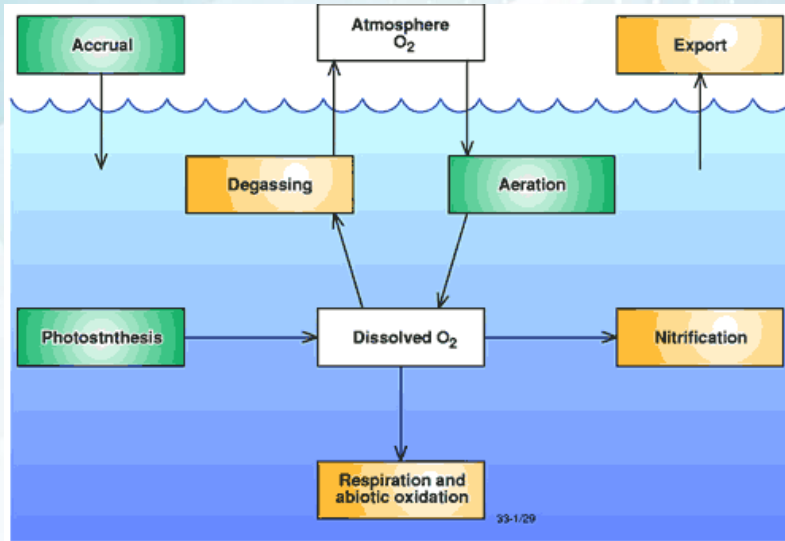 Accrual
Atmosphere
O2
Export
Degassing
Aeration
Photostnthesis
Dissolved O2
Nitrification
Respiration and
abiotic oxidation
33-1/29